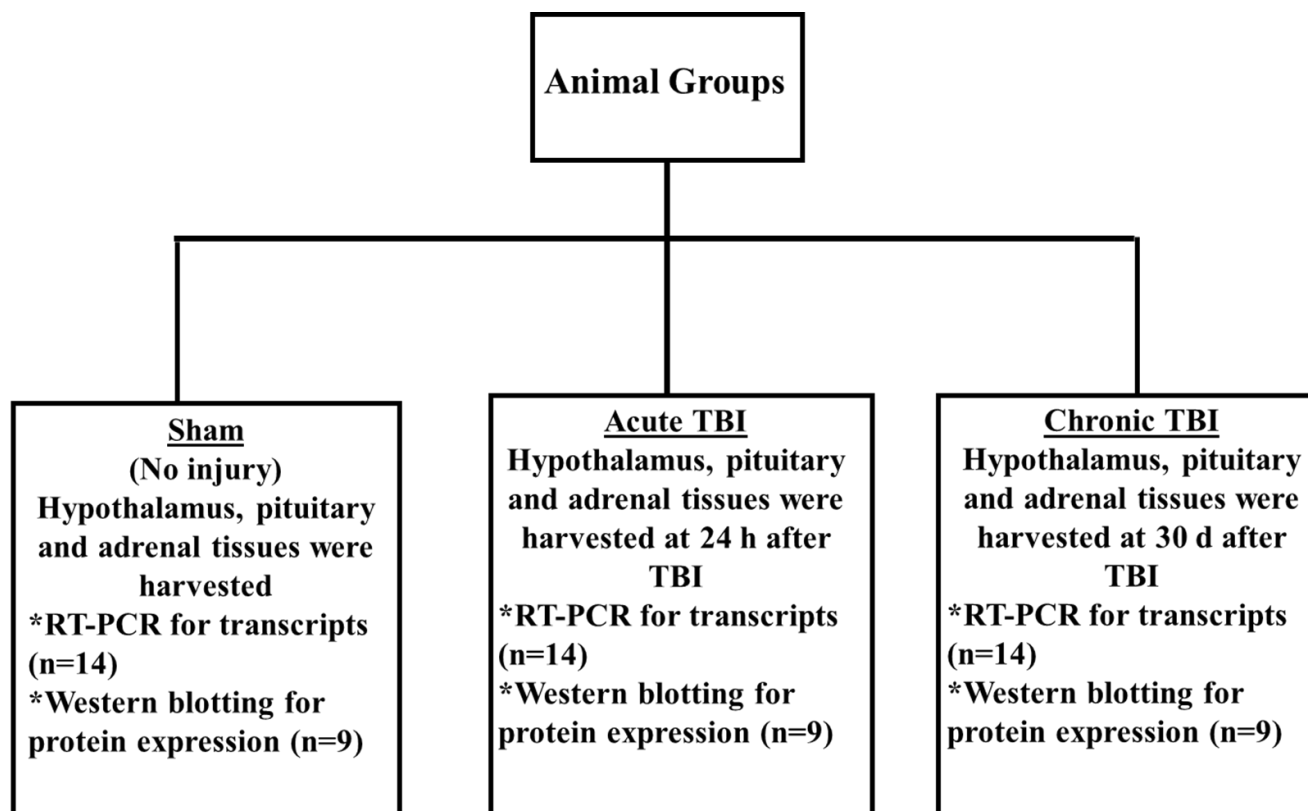 Animal Groups
Sham
(No injury)
Hypothalamus, pituitary
and adrenal tissues were
harvested
*RT-PCR for transcripts
(n=14)
*Western blotting for
protein expression (n=9)
Acute TBI
Hypothalamus, pituitary
and adrenal tissues were
harvested at 24 h after
TBI
*RT-PCR for transcripts
(n=14)
*Western blotting for
protein expression (n=9)
Chronic TBI
Hypothalamus, pituitary
and adrenal tissues were
harvested at 30 d after
TBI
*RT-PCR for transcripts
(n=14)
*Western blotting for
protein expression (n=9)